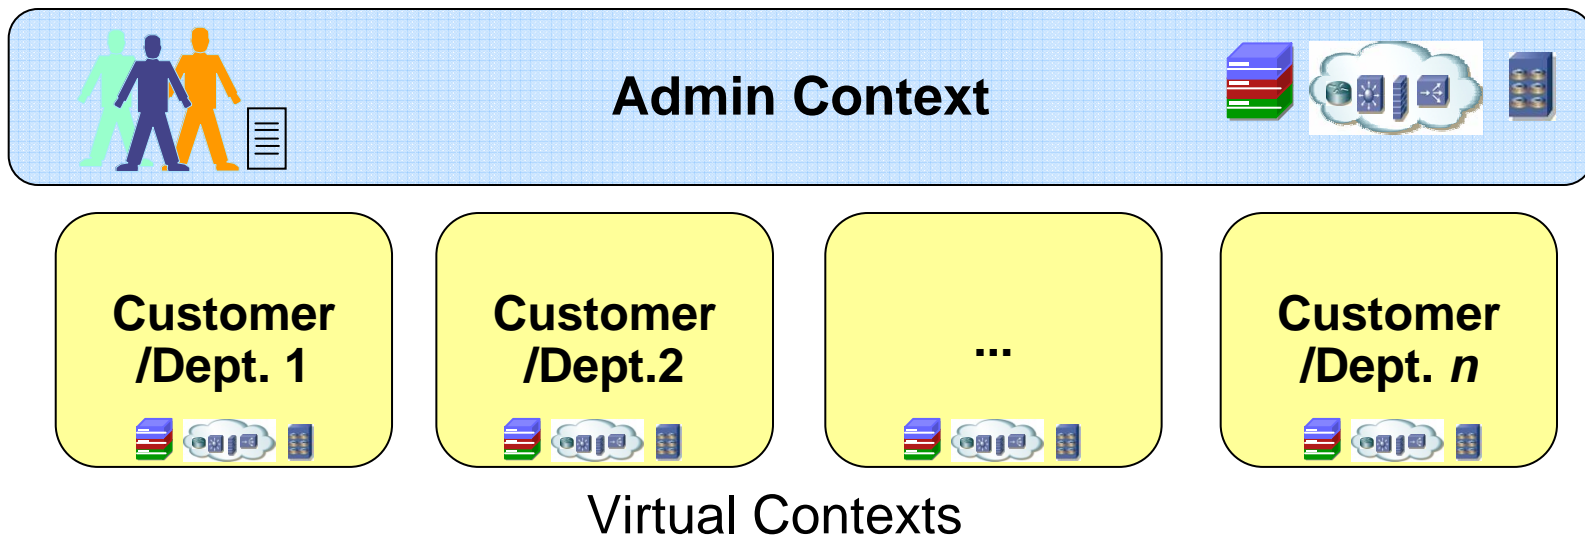 Admin Context
Customer
/Dept. 1
Customer
/Dept.2
...
Customer
/Dept. n
Virtual Contexts